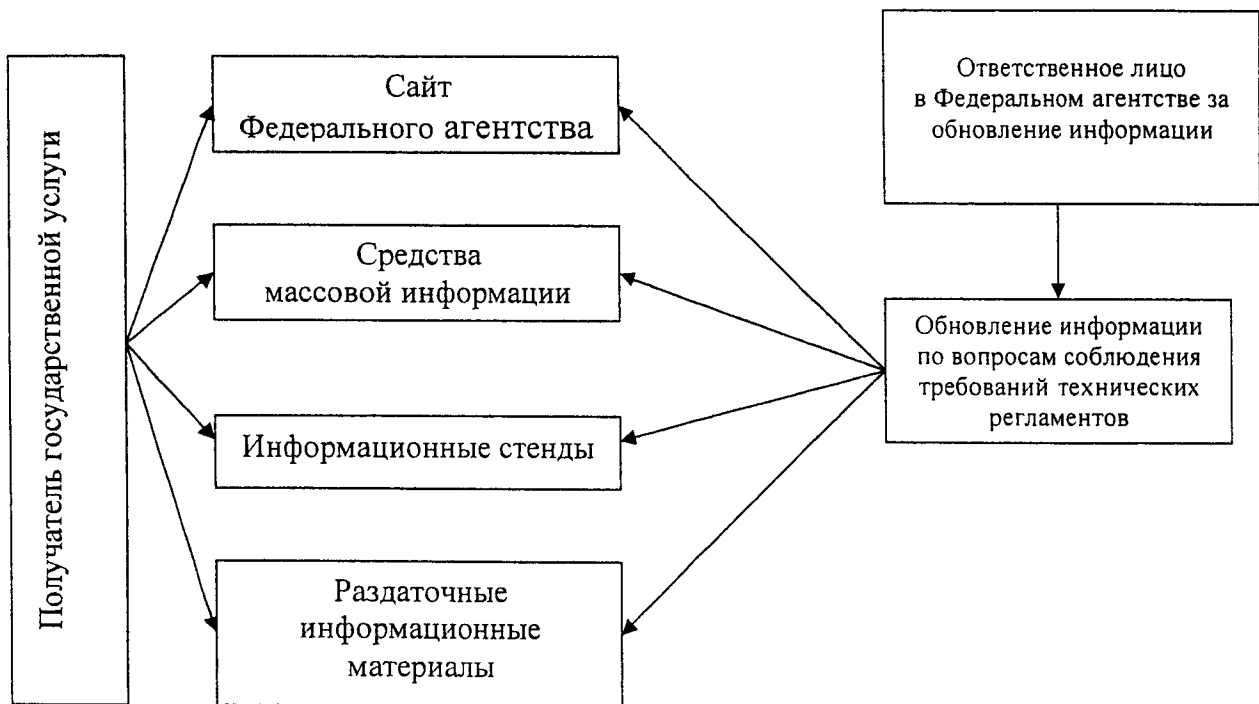 Получатель государственной услуги
Сайт
Федерального агентства
Средства
массовой информации
Информационные стенды
Раздаточные
информационные
материалы
Ответственное лицо
в Федеральном агентстве за
обновление информации
Обновление информации
по вопросам соблюдения
требований технических
регламентов